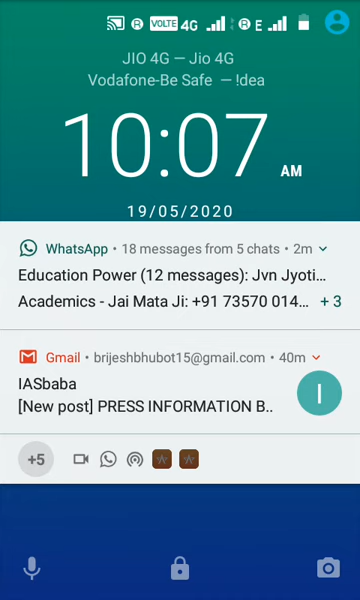 R VOLTE 4G R E
JIO 4G — Jio 4G
Vodafone-Be Safe — !dea
10:07 AM
19/05/2020
WhatsApp • 18 messages from 5 chats • 2m
Education Power (12 messages): Jvn Jyoti...
Academics - Jai Mata Ji: +91 73570 014... + 3
Gmail • brijeshbhubot15@gmail.com • 40m
IASbaba
[New post] PRESS INFORMATION B..
I
+5